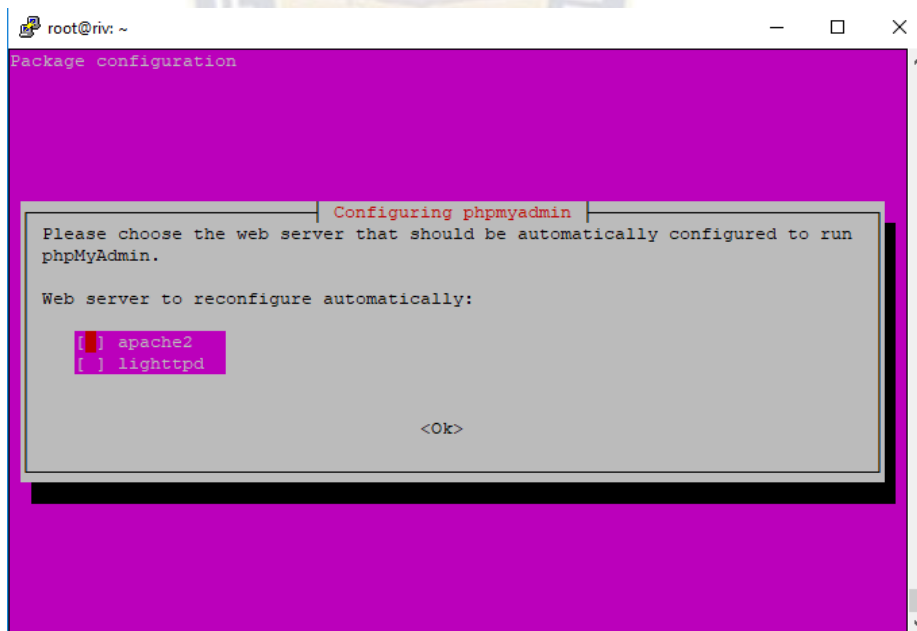 root@riv: ~
Package configuration
Configuring phpmyadmin
Please choose the web server that should be automatically configured to run
phpMyAdmin.
Web server to reconfigure automatically:
[ ] apache2
[ ] lighttpd
<Ok>